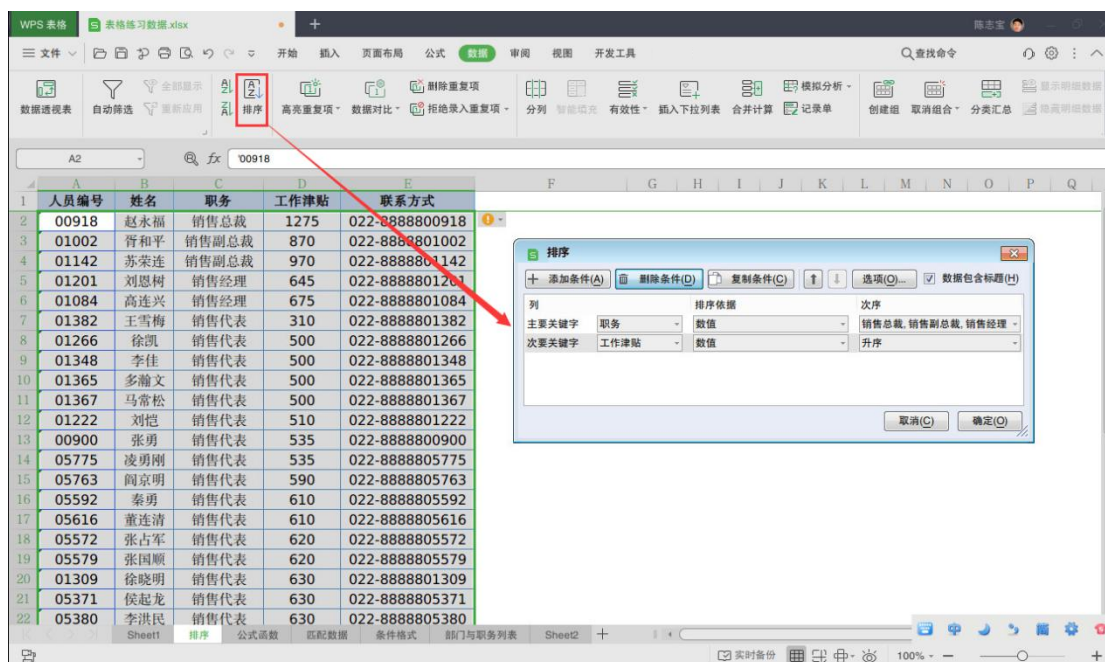 WPS 表格 表格练习数据.xlsx + 陈志宝
文件 开始 插入 页面布局 公式 数据 审阅 视图 开发工具 查找命令
全部显示 删除重复项 模拟分析 显示明细数据
数据透视表 自动筛选 重新应用 排序 高亮重复项 数据对比 拒绝录入重复项 分列 智能填充 有效性 插入下拉列表 合并计算 记录单 创建组 取消组合 分类汇总 隐藏明细数据
A2 fx '00918
A B C D E F G H I J K L M N O P Q
1 人员编号 姓名 职务 工作津贴 联系方式
2 00918 赵永福 销售总裁 1275 022-8888800918
3 01002 胥和平 销售副总裁 870 022-8888801002
4 01142 苏荣连 销售副总裁 970 022-8888801142
5 01201 刘恩树 销售经理 645 022-8888801201
6 01084 高连兴 销售经理 675 022-8888801084
7 01382 王雪梅 销售代表 310 022-8888801382
8 01266 徐凯 销售代表 500 022-8888801266
9 01348 李佳 销售代表 500 022-8888801348
10 01365 多瀚文 销售代表 500 022-8888801365
11 01367 马常松 销售代表 500 022-8888801367
12 01222 刘恺 销售代表 510 022-8888801222
13 00900 张勇 销售代表 535 022-8888800900
14 05775 凌勇刚 销售代表 535 022-8888805775
15 05763 阎京明 销售代表 590 022-8888805763
16 05592 秦勇 销售代表 610 022-8888805592
17 05616 董连清 销售代表 610 022-8888805616
18 05572 张占军 销售代表 620 022-8888805572
19 05579 张国顺 销售代表 620 022-8888805579
20 01309 徐晓明 销售代表 630 022-8888801309
21 05371 侯起龙 销售代表 630 022-8888805371
22 05380 李洪民 销售代表 630 022-8888805380
排序
添加条件(A) 删除条件(D) 复制条件(C) 选项(O)... 数据包含标题(H)
列 排序依据 次序
主要关键字 职务 数值 销售总裁, 销售副总裁, 销售经理
次要关键字 工作津贴 数值 升序
取消(C) 确定(O)
Sheet1 排序 公式函数 匹配数据 条件格式 部门与职务列表 Sheet2 +
实时备份 100% - +